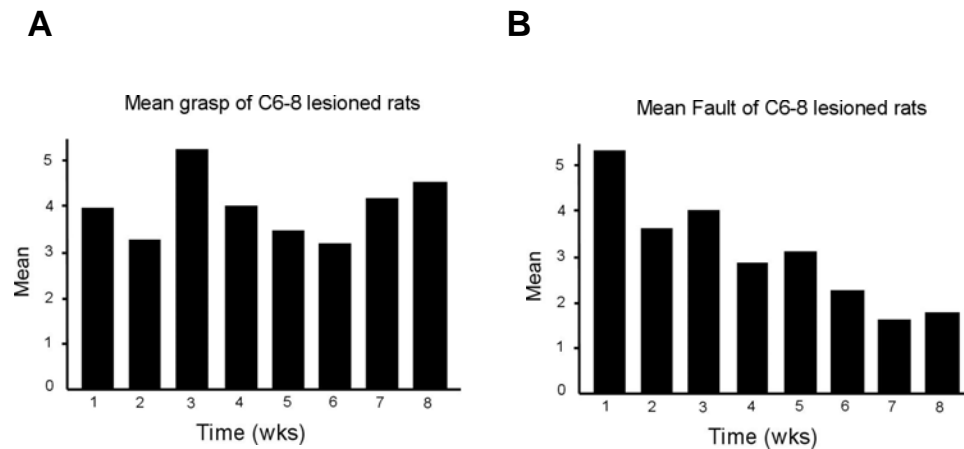 A
Mean grasp of C6-8 lesioned rats
Mean
5
4
3
2
1
0
1 2 3 4 5 6 7 8
Time (wks)
B
Mean Fault of C6-8 lesioned rats
Mean
5
4
3
2
1
0
1 2 3 4 5 6 7 8
Time (wks)